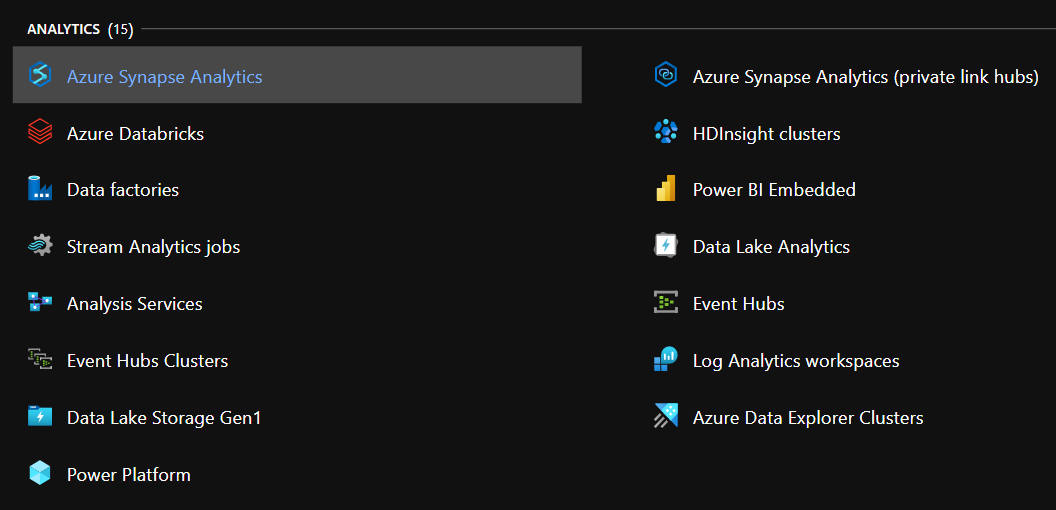 ANALYTICS (15)
Azure Synapse Analytics
Azure Synapse Analytics (private link hubs)
Azure Databricks
HDInsight clusters
Data factories
Power BI Embedded
Stream Analytics jobs
Data Lake Analytics
Analysis Services
Event Hubs
Event Hubs Clusters
Log Analytics workspaces
Data Lake Storage Gen1
Azure Data Explorer Clusters
Power Platform